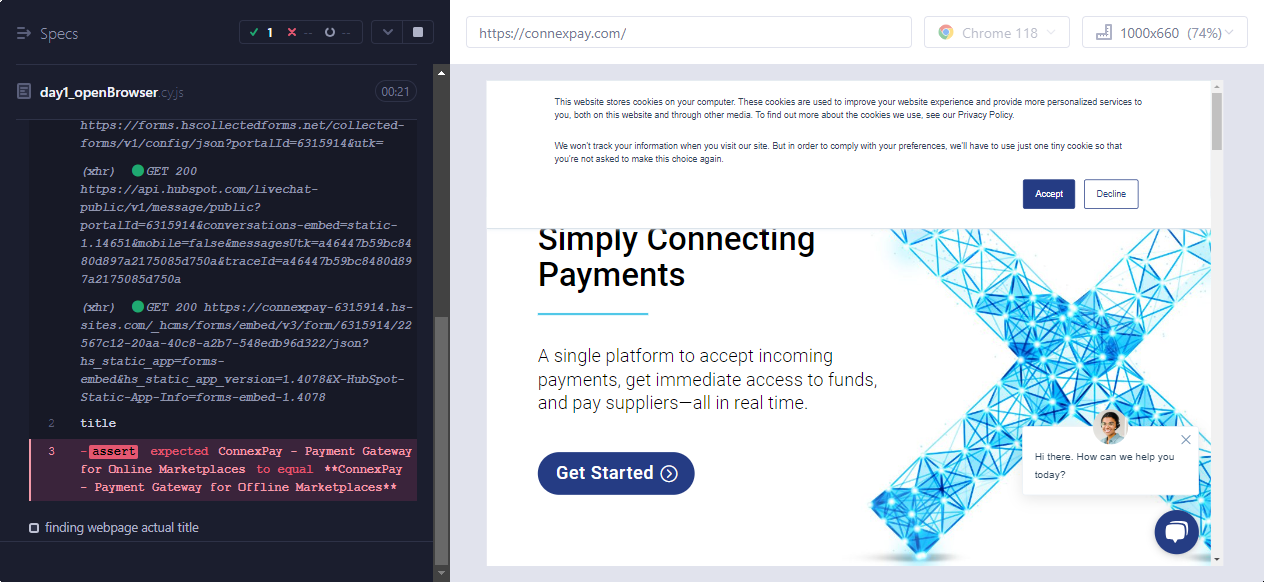 Specs
1
--
--
day1_openBrowser.cy.js
00:21
https://forms.hscollectedforms.net/collected-
forms/v1/config/json?portalId=6315914&utk=
(xhr) GET 200
https://api.hubspot.com/livechat-
public/v1/message/public?
portalId=6315914&conversations-embed=static-
1.14651&mobile=false&messagesUtk=a46447b59bc84
80d897a2175085d750a&traceId=a46447b59bc8480d89
7a2175085d750a
(xhr) GET 200 https://connexpay-6315914.hs-
sites.com/_hcms/forms/embed/v3/form/6315914/22
567c12-20aa-40c8-a2b7-548edb96d322/json?
hs_static_app=forms-
embed&hs_static_app_version=1.4078&X-HubSpot-
Static-App-Info=forms-embed-1.4078
2 title
3 -assert expected ConnexPay - Payment Gateway
for Online Marketplaces to equal **ConnexPay
- Payment Gateway for Offline Marketplaces**
finding webpage actual title
https://connexpay.com/
Chrome 118
1000x660 (74%)
This website stores cookies on your computer. These cookies are used to improve your website experience and provide more personalized services to
you, both on this website and through other media. To find out more about the cookies we use, see our Privacy Policy.
We won't track your information when you visit our site. But in order to comply with your preferences, we'll have to use just one tiny cookie so that
you're not asked to make this choice again.
Accept
Decline
Simply Connecting
Payments
A single platform to accept incoming
payments, get immediate access to funds,
and pay suppliers—all in real time.
Get Started
Hi there. How can we help you
today?